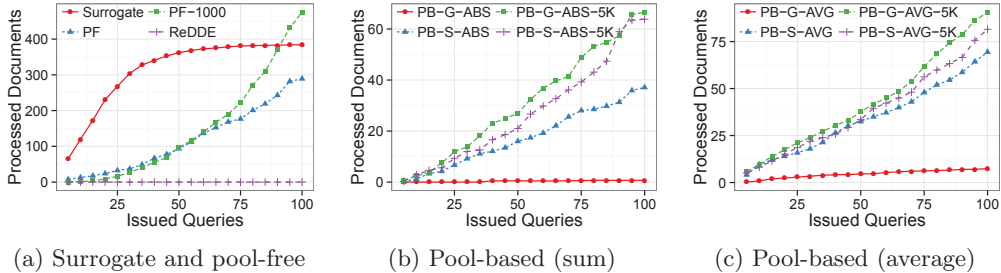 Surrogate PF−1000
PF ReDDE
Processed Documents
400
300
200
100
0
25 50 75 100
Issued Queries
(a) Surrogate and pool-free
PB−G−ABS PB−G−ABS−5K
PB−S−ABS PB−S−ABS−5K
Processed Documents
60
40
20
0
25 50 75 100
Issued Queries
(b) Pool-based (sum)
PB−G−AVG PB−G−AVG−5K
PB−S−AVG PB−S−AVG−5K
Processed Documents
75
50
25
0
25 50 75 100
Issued Queries
(c) Pool-based (average)